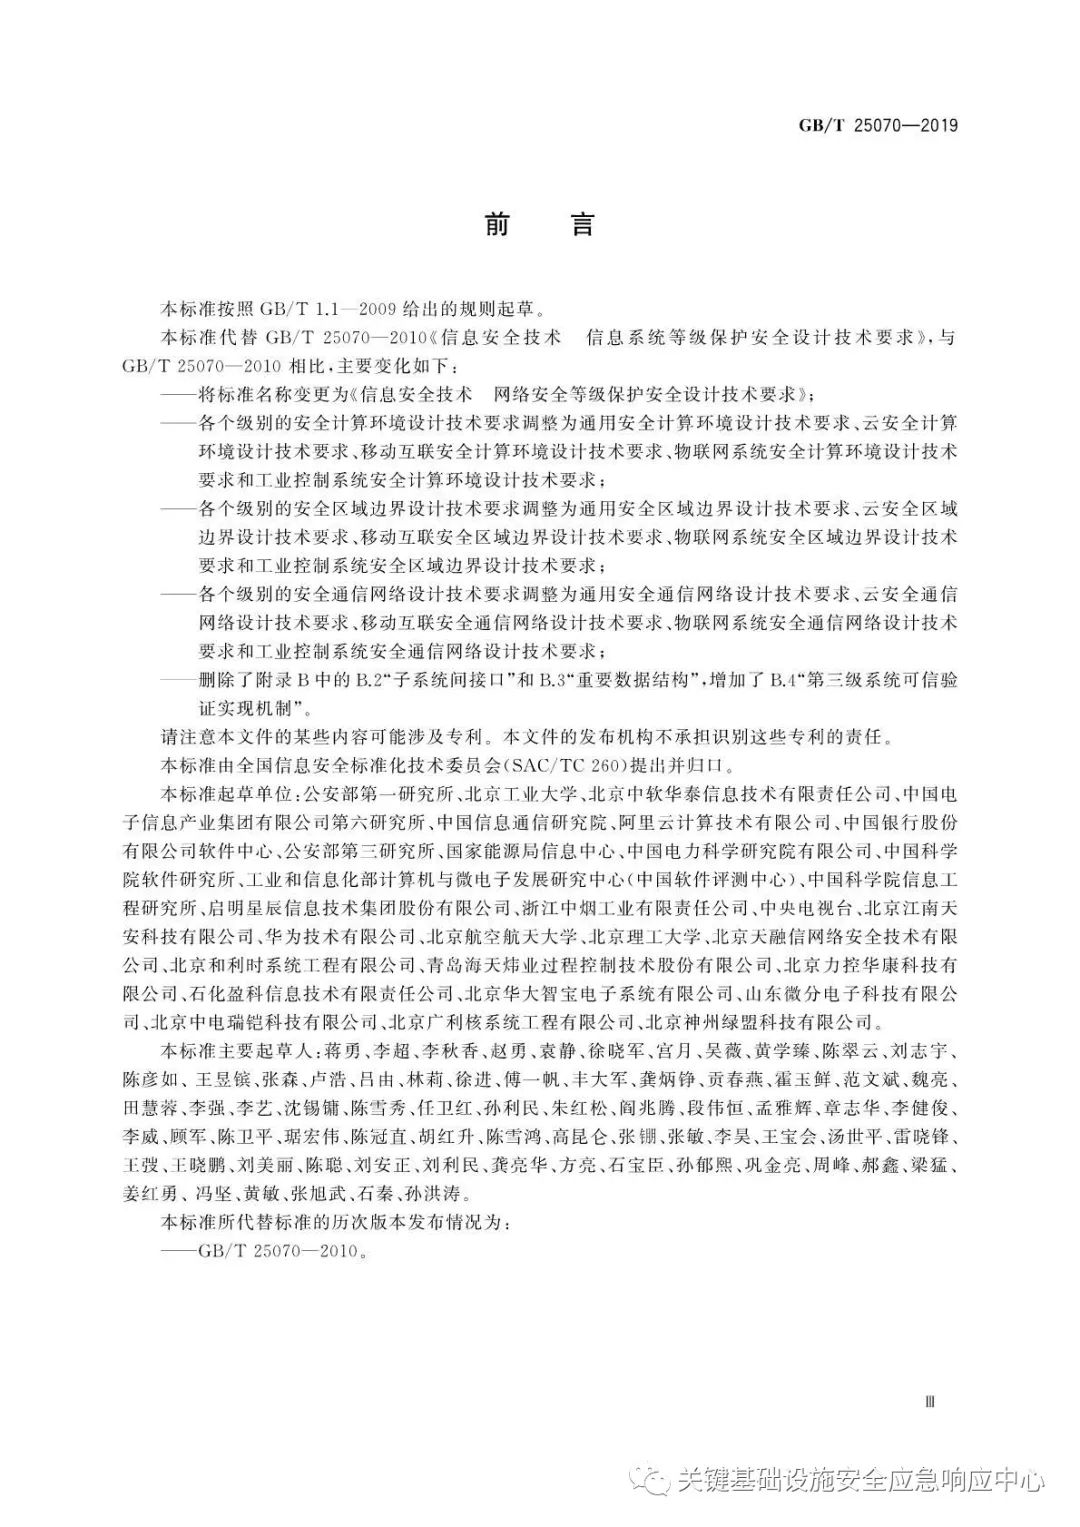 GB/T 25070—2019
前 言
本标准按照 GB/T 1.1—2009 给出的规则起草。
本标准代替 GB/T 25070—2010《信息安全技术 信息系统等级保护安全设计技术要求》,与
GB/T 25070—2010 相比,主要变化如下:
——将标准名称变更为《信息安全技术 网络安全等级保护安全设计技术要求》;
——各个级别的安全计算环境设计技术要求调整为通用安全计算环境设计技术要求、云安全计算
环境设计技术要求、移动互联安全计算环境设计技术要求、物联网系统安全计算环境设计技术
要求和工业控制系统安全计算环境设计技术要求;
——各个级别的安全区域边界设计技术要求调整为通用安全区域边界设计技术要求、云安全区域
边界设计技术要求、移动互联安全区域边界设计技术要求、物联网系统安全区域边界设计技术
要求和工业控制系统安全区域边界设计技术要求;
——各个级别的安全通信网络设计技术要求调整为通用安全通信网络设计技术要求、云安全通信
网络设计技术要求、移动互联安全通信网络设计技术要求、物联网系统安全通信网络设计技术
要求和工业控制系统安全通信网络设计技术要求;
——删除了附录 B 中的 B.2“子系统间接口”和 B.3“重要数据结构”,增加了 B.4“第三级系统可信验
证实现机制”。
请注意本文件的某些内容可能涉及专利。本文件的发布机构不承担识别这些专利的责任。
本标准由全国信息安全标准化技术委员会(SAC/TC 260)提出并归口。
本标准起草单位:公安部第一研究所、北京工业大学、北京中软华泰信息技术有限责任公司、中国电
子信息产业集团有限公司第六研究所、中国信息通信研究院、阿里云计算技术有限公司、中国银行股份
有限公司软件中心、公安部第三研究所、国家能源局信息中心、中国电力科学研究院有限公司、中国科学
院软件研究所、工业和信息化部计算机与微电子发展研究中心(中国软件评测中心)、中国科学院信息工
程研究所、启明星辰信息技术集团股份有限公司、浙江中烟工业有限责任公司、中央电视台、北京江南天
安科技有限公司、华为技术有限公司、北京航空航天大学、北京理工大学、北京天融信网络安全技术有限
公司、北京和利时系统工程有限公司、青岛海天炜业过程控制技术股份有限公司、北京力控华康科技有
限公司、石化盈科信息技术有限责任公司、北京华大智宝电子系统有限公司、山东微分电子科技有限公
司、北京中电瑞铠科技有限公司、北京广利核系统工程有限公司、北京神州绿盟科技有限公司。
本标准主要起草人:蒋勇、李超、李秋香、赵勇、袁静、徐晓军、宫月、吴薇、黄学臻、陈翠云、刘志宇、
陈彦如、王昱镔、张森、卢浩、吕由、林莉、徐进、傅一帆、丰大军、龚炳铮、贡春燕、霍玉鲜、范文斌、魏亮、
田慧蓉、李强、李艺、沈锡镛、陈雪秀、任卫红、孙利民、朱红松、阎兆腾、段伟恒、孟雅辉、章志华、李健俊、
李威、顾军、陈卫平、琚宏伟、陈冠直、胡红升、陈雪鸿、高昆仑、张锎、张敏、李昊、王宝会、汤世平、雷晓锋、
王弢、王晓鹏、刘美丽、陈聪、刘安正、刘利民、龚亮华、方亮、石宝臣、孙郁熙、巩金亮、周峰、郝鑫、梁猛、
姜红勇、冯坚、黄敏、张旭武、石秦、孙洪涛。
本标准所代替标准的历次版本发布情况为:
——GB/T 25070—2010。
Ⅲ
关键基础设施安全应急响应中心